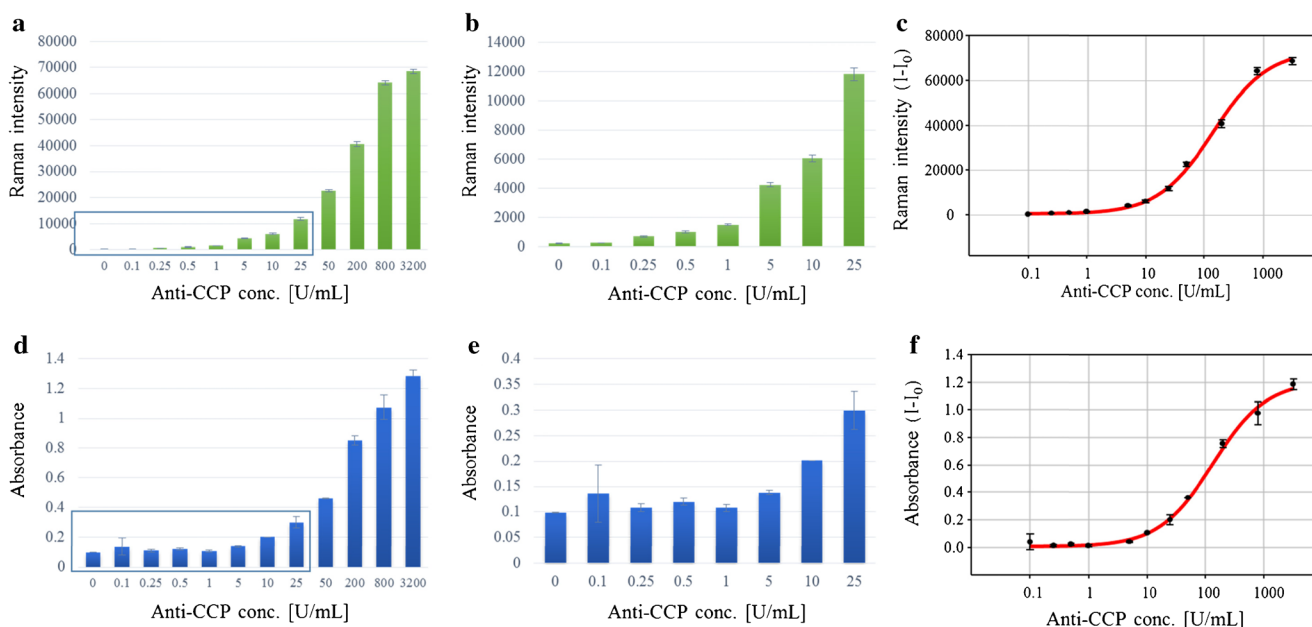 a
80000
70000
60000
50000
40000
30000
20000
10000
0
Raman intensity
0 0.1 0.25 0.5 1 5 10 25 50 200 800 3200
Anti-CCP conc. [U/mL]
b
14000
12000
10000
8000
6000
4000
2000
0
Raman intensity
0 0.1 0.25 0.5 1 5 10 25
Anti-CCP conc. [U/mL]
c
80000
60000
40000
20000
0
Raman intensity (I-I0)
0.1 1 10 100 1000
Anti-CCP conc. [U/mL]
d
1.4
1.2
1
0.8
0.6
0.4
0.2
0
Absorbance
0 0.1 0.25 0.5 1 5 10 25 50 200 800 3200
Anti-CCP conc. [U/mL]
e
0.4
0.35
0.3
0.25
0.2
0.15
0.1
0.05
0
Absorbance
0 0.1 0.25 0.5 1 5 10 25
Anti-CCP conc. [U/mL]
f
1.4
1.2
1.0
0.8
0.6
0.4
0.2
0.0
Absorbance (I-I0)
0.1 1 10 100 1000
Anti-CCP conc. [U/mL]